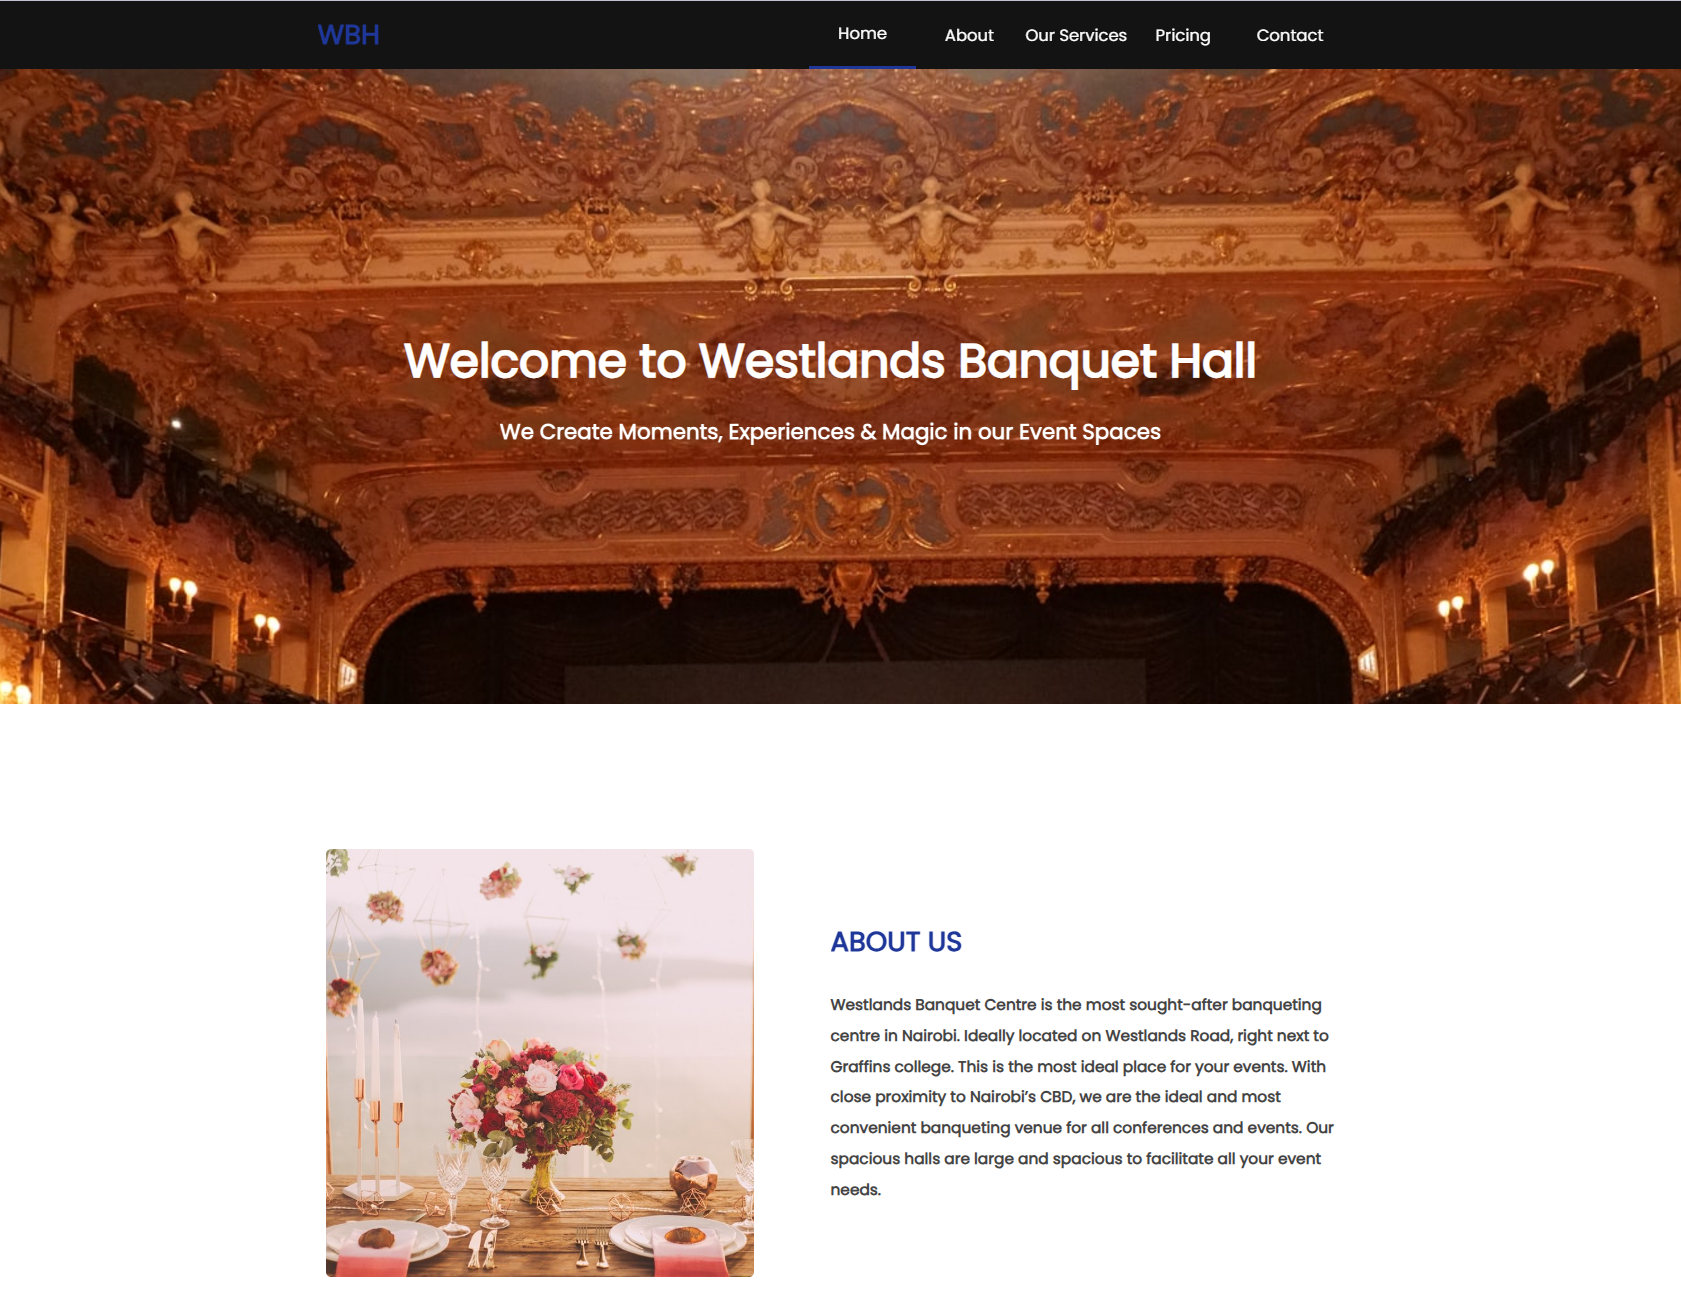 WBH
Home About Our Services Pricing Contact
Welcome to Westlands Banquet Hall
We Create Moments, Experiences & Magic in our Event Spaces
ABOUT US
Westlands Banquet Centre is the most sought-after banqueting
centre in Nairobi. Ideally located on Westlands Road, right next to
Graffins college. This is the most ideal place for your events. With
close proximity to Nairobi’s CBD, we are the ideal and most
convenient banqueting venue for all conferences and events. Our
spacious halls are large and spacious to facilitate all your event
needs.